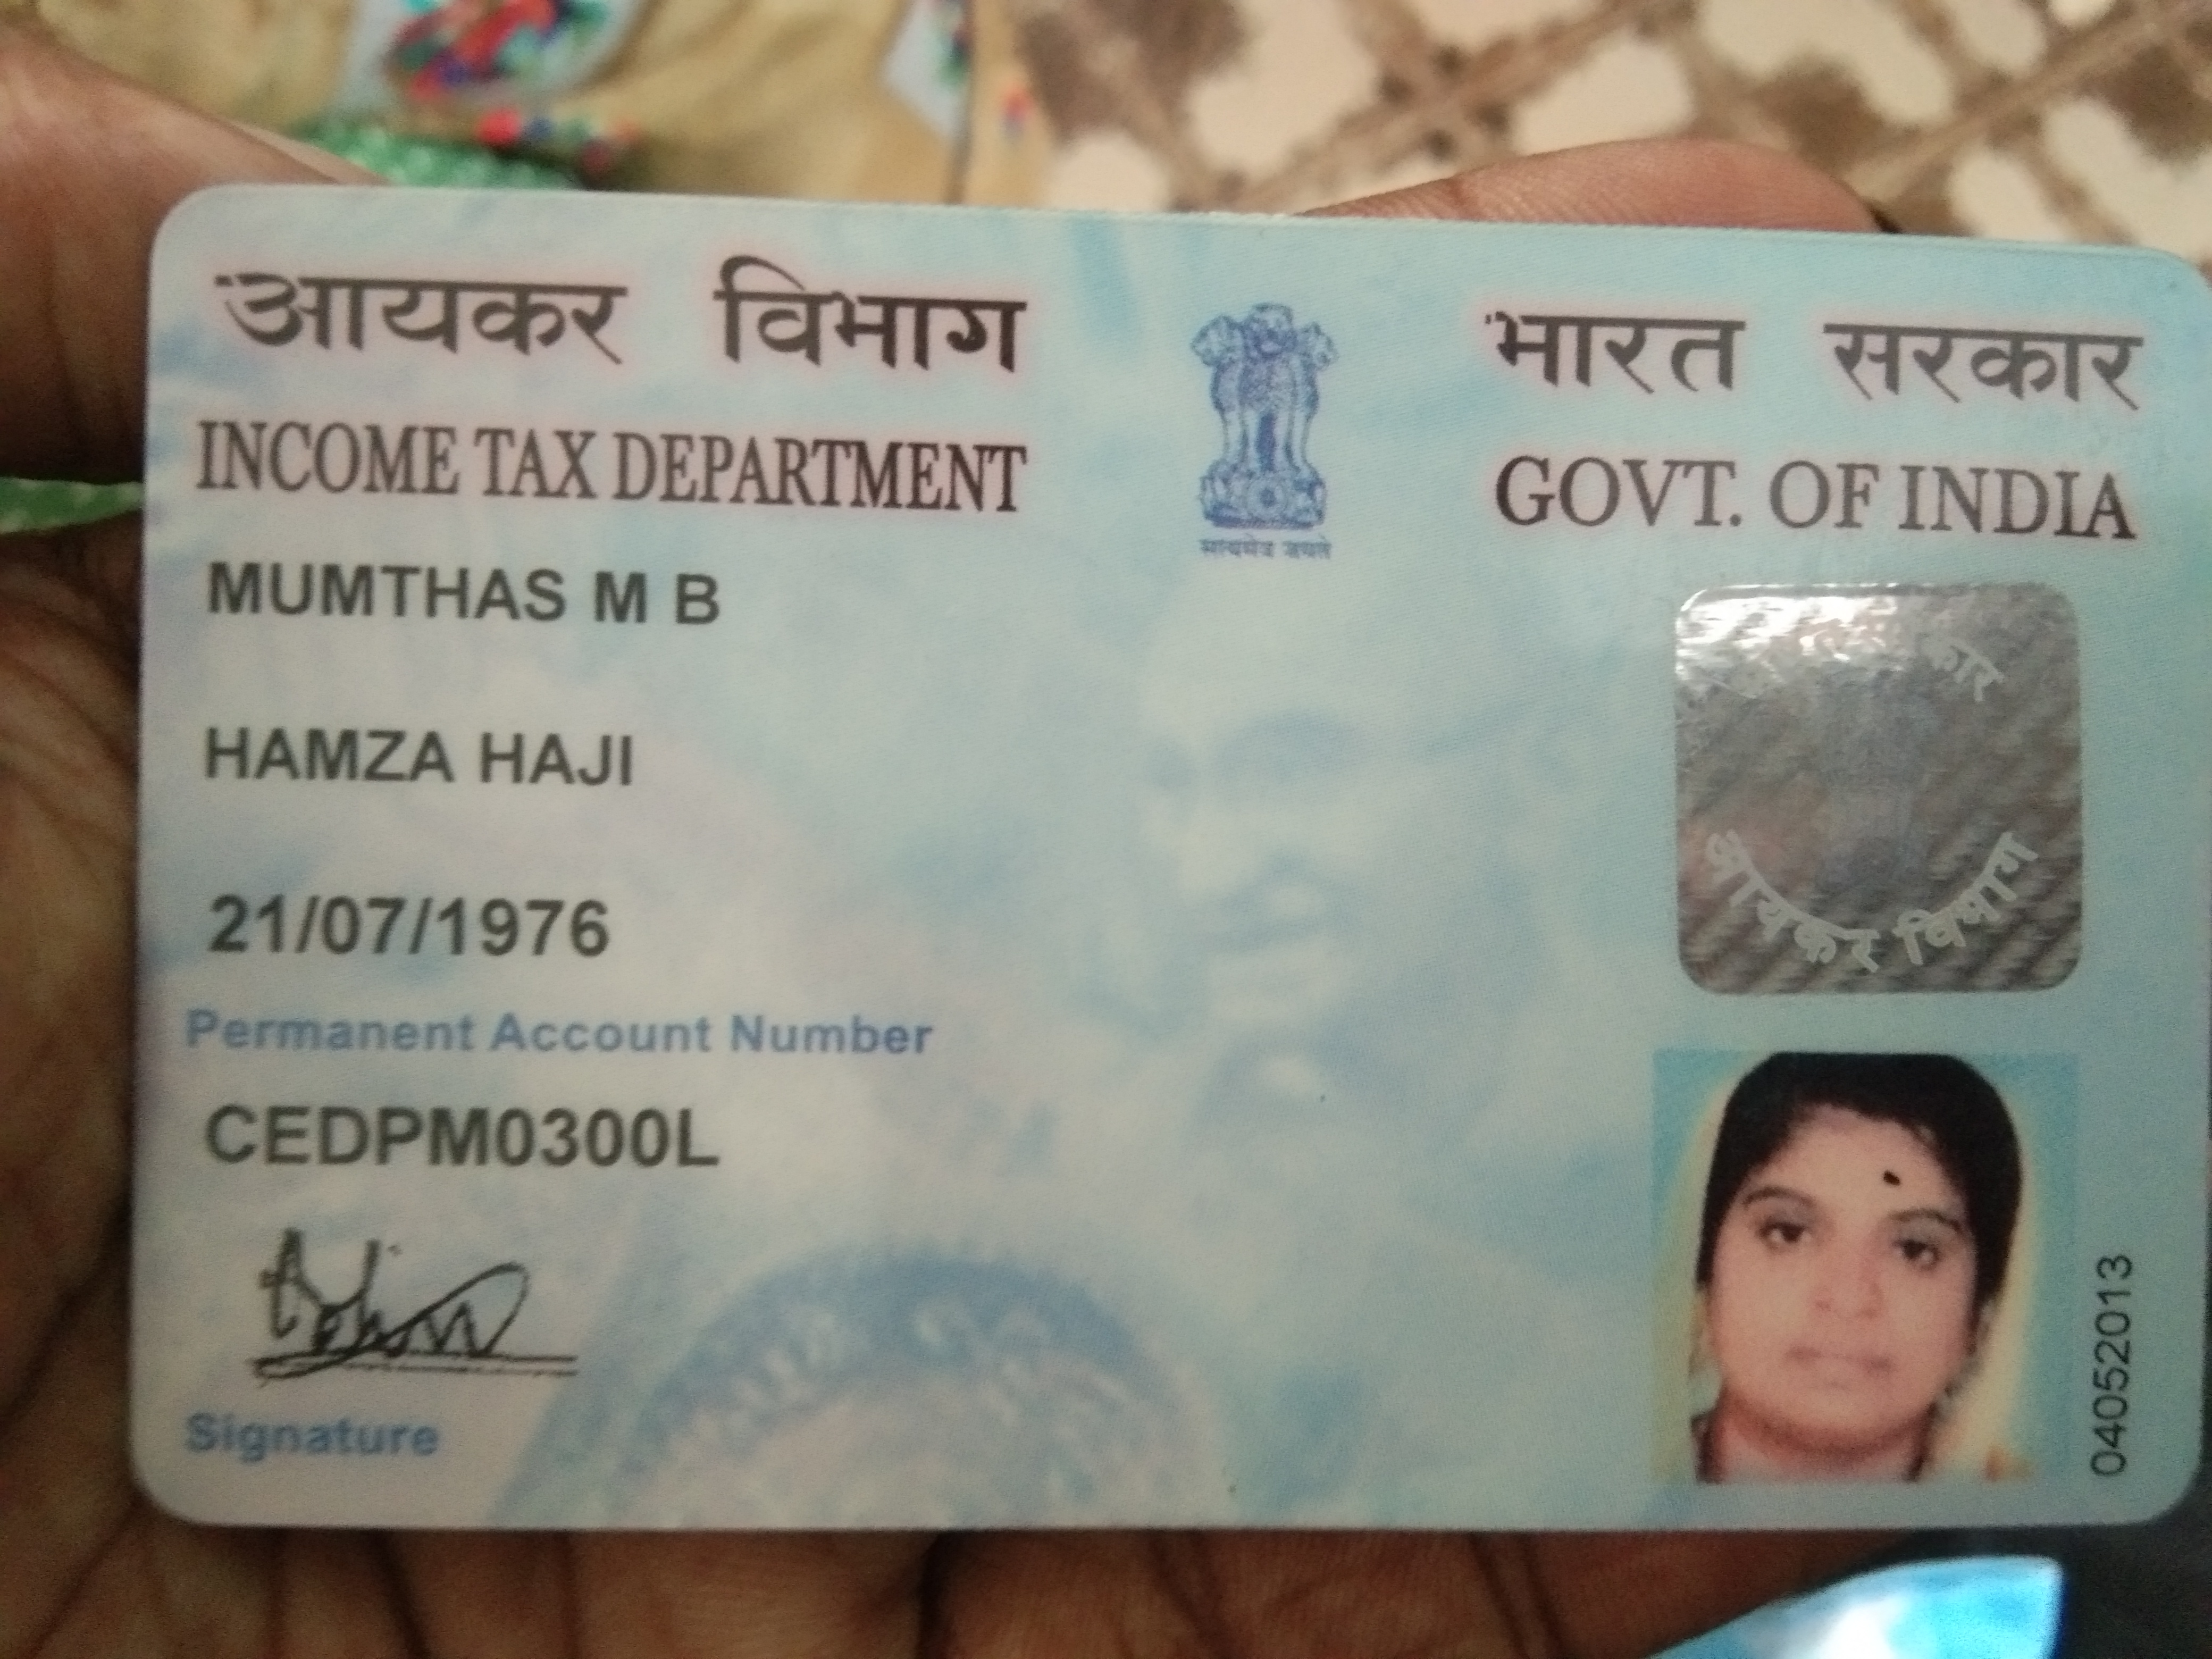 आयकर विभाग
INCOME TAX DEPARTMENT
भारत सरकार
GOVT. OF INDIA
सत्यमेव जयते
MUMTHAS M B
HAMZA HAJI
21/07/1976
Permanent Account Number
CEDPM0300L
Signature
कार
आयकर विभाग
04052013